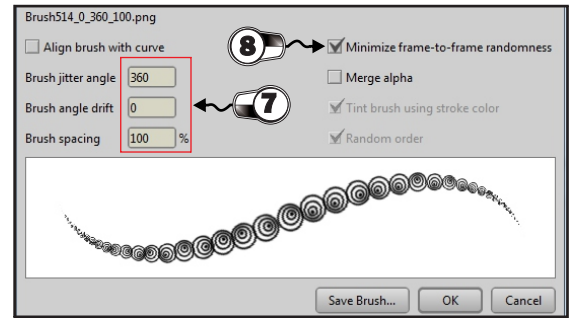 Brush514_0_360_100.png
Align brush with curve
8
Minimize frame-to-frame randomness
Brush jitter angle 360
Merge alpha
Brush angle drift 0
7
Tint brush using stroke color
Brush spacing 100 %
Random order
Save Brush... OK Cancel